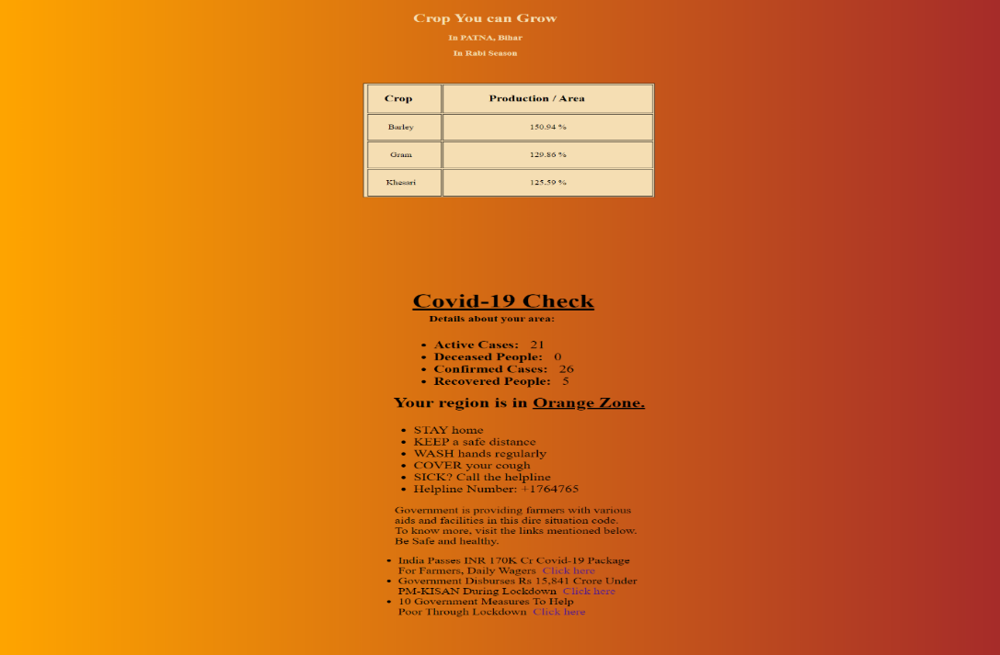 Crop You can Grow
In PATNA, Bihar
In Rabi Season
Crop Production / Area
Barley 150.94 %
Gram 129.86 %
Khesari 125.59 %
Covid-19 Check
Details about your area:
• Active Cases: 21
• Deceased People: 0
• Confirmed Cases: 26
• Recovered People: 5
Your region is in Orange Zone.
• STAY home
• KEEP a safe distance
• WASH hands regularly
• COVER your cough
• SICK? Call the helpline
• Helpline Number: +1764765
Government is providing farmers with various
aids and facilities in this dire situation code.
To know more, visit the links mentioned below.
Be Safe and healthy.
• India Passes INR 170K Cr Covid-19 Package
For Farmers, Daily Wagers Click here
• Government Disburses Rs 15,841 Crore Under
PM-KISAN During Lockdown Click here
• 10 Government Measures To Help
Poor Through Lockdown Click here